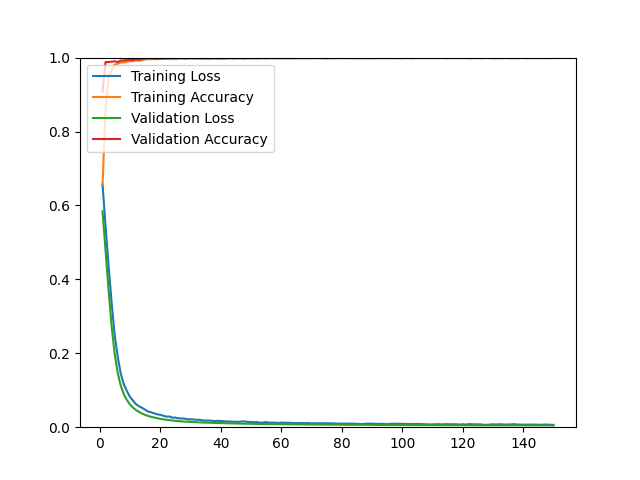 1.0
0.8
0.6
0.4
0.2
0.0
Training Loss
Training Accuracy
Validation Loss
Validation Accuracy
0 20 40 60 80 100 120 140